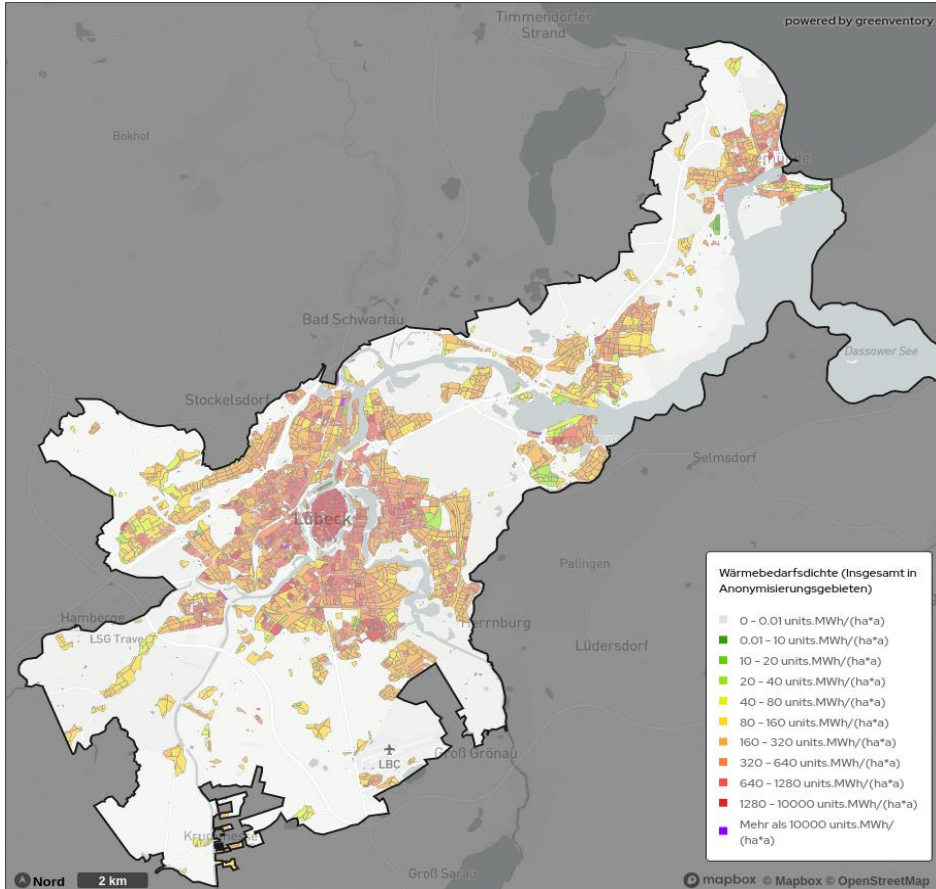 Timmendorfer
Strand
powered by greenventory
Bokhof
Bad Schwartau
Dassower See
Stockelsdorf
Selmsdorf
Lübeck
Palingen
Hamberge
LSG Trave
Herrnburg
Lüdersdorf
LBC
Groß Grönau
Groß Sarau
Wärmebedarfsdichte (Insgesamt in
Anonymisierungsgebieten)
0 - 0.01 units.MWh/(ha*a)
0.01 - 10 units.MWh/(ha*a)
10 - 20 units.MWh/(ha*a)
20 - 40 units.MWh/(ha*a)
40 - 80 units.MWh/(ha*a)
80 - 160 units.MWh/(ha*a)
160 - 320 units.MWh/(ha*a)
320 - 640 units.MWh/(ha*a)
640 - 1280 units.MWh/(ha*a)
1280 - 10000 units.MWh/(ha*a)
Mehr als 10000 units.MWh/
(ha*a)
Nord 2 km
mapbox © Mapbox © OpenStreetMap